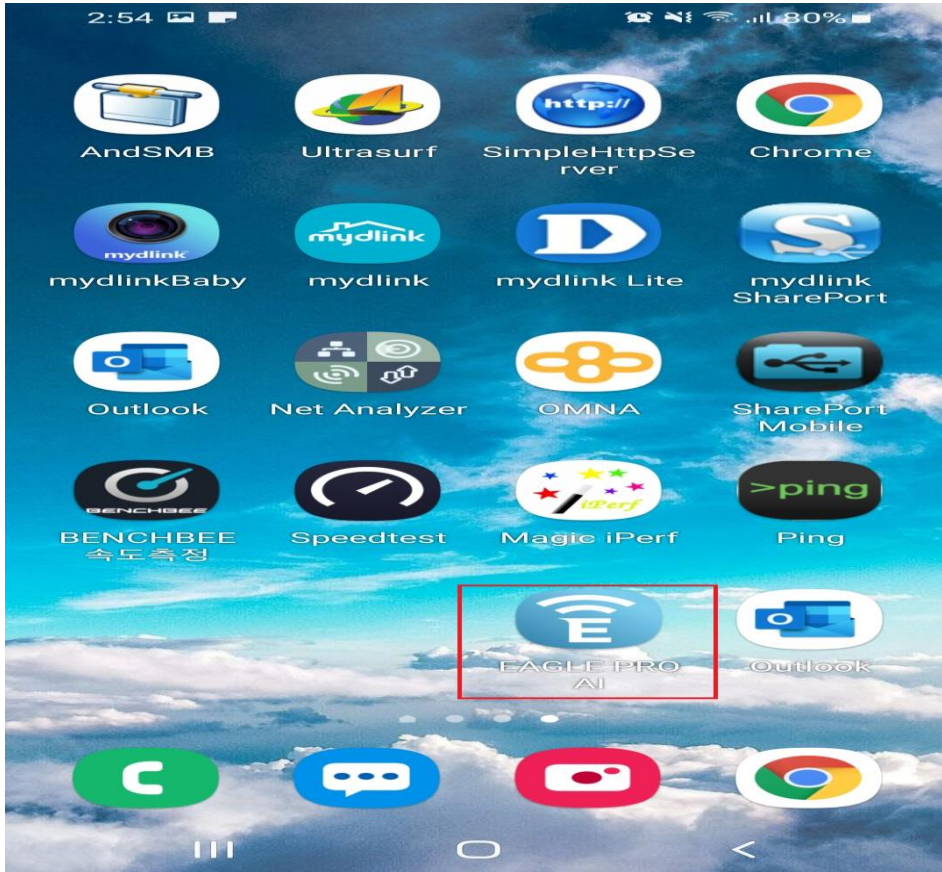 2:54 80%
AndSMB Ultrasurf SimpleHttpSe Chrome
rver
http://
mydlink mydlink
mydlinkBaby mydlink mydlink Lite mydlink
SharePort
S
Outlook Net Analyzer OMNA SharePort
Mobile
O
BENCHBEE iPerf >ping
BENCHBEE Speedtest Magic iPerf Ping
속도측정
E O
EAGLE PRO Outlook
AI